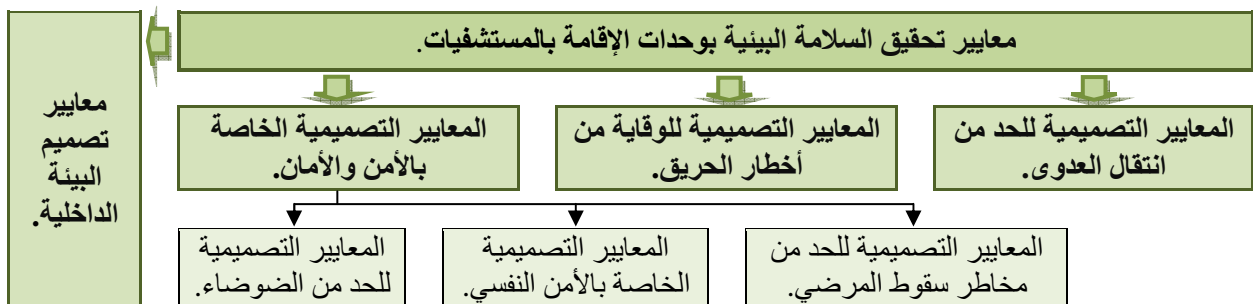 معايير تحقيق السلامة البيئية بوحدات الإقامة بالمستشفيات.
المعايير التصميمية للحد من
انتقال العدوى.
المعايير التصميمية للوقاية من
أخطار الحريق.
المعايير التصميمية الخاصة
بالأمن والأمان.
المعايير التصميمية للحد من
مخاطر سقوط المرضي.
المعايير التصميمية
الخاصة بالأمن النفسي.
المعايير التصميمية
للحد من الضوضاء.
معايير
تصميم
البيئة
الداخلية.